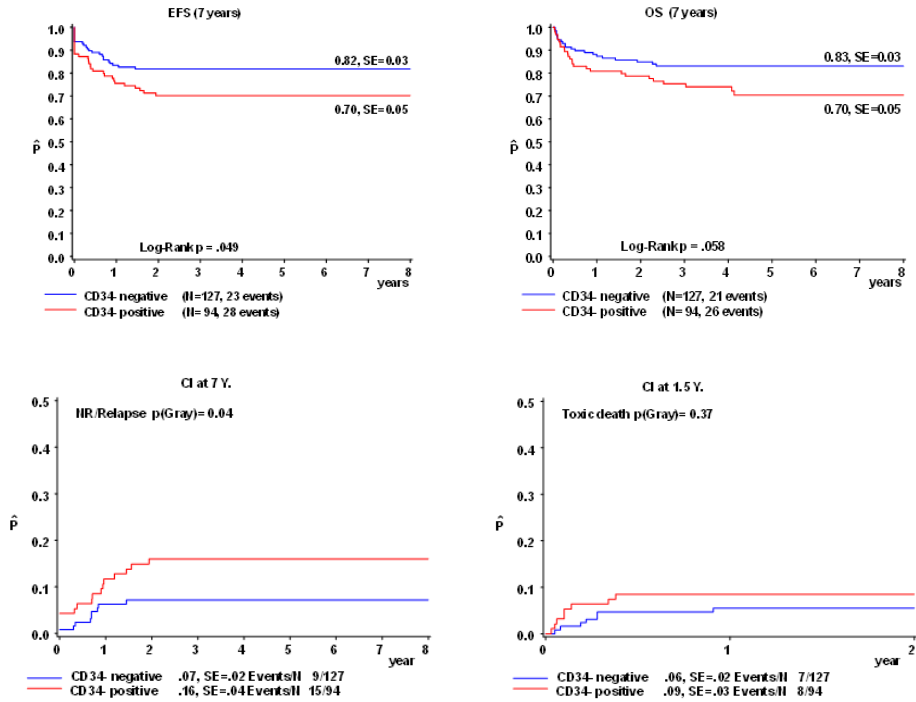 EFS (7 years)
1.0
0.9
0.8
0.7
0.6
0.5
0.4
0.3
0.2
0.1
0.0
P̂
0.82, SE=0.03
0.70, SE=0.05
Log-Rank p = .049
0 1 2 3 4 5 6 7 8
years
CD34- negative (N=127, 23 events)
CD34- positive (N= 94, 28 events)
OS (7 years)
1.0
0.9
0.8
0.7
0.6
0.5
0.4
0.3
0.2
0.1
0.0
P̂
0.83, SE=0.03
0.70, SE=0.05
Log-Rank p = .058
0 1 2 3 4 5 6 7 8
years
CD34- negative (N=127, 21 events)
CD34- positive (N= 94, 26 events)
CI at 7 Y.
0.5
0.4
0.3
0.2
0.1
0.0
P̂
NR/Relapse p(Gray)= 0.04
0 1 2 3 4 5 6 7 8
year
CD34- negative .07, SE=.02 Events/N 9/127
CD34- positive .16, SE=.04 Events/N 15/94
CI at 1.5 Y.
0.5
0.4
0.3
0.2
0.1
0.0
P̂
Toxic death p(Gray)= 0.37
0 1 2
year
CD34- negative .06, SE=.02 Events/N 7/127
CD34- positive .09, SE=.03 Events/N 8/94